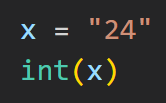 x = "24"
int(x)